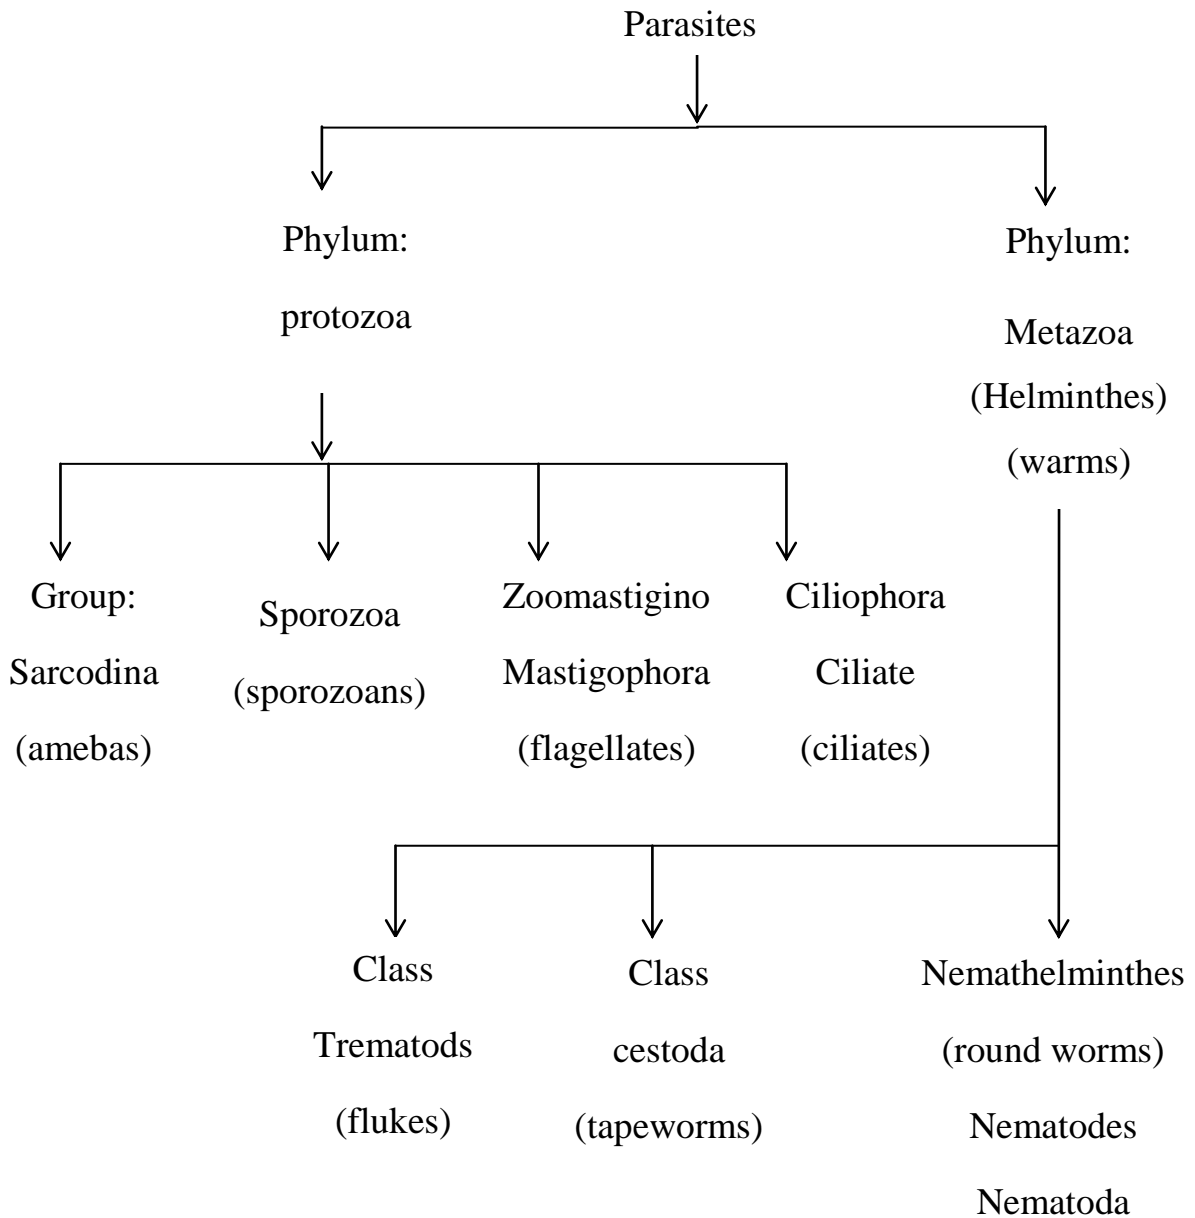 Parasites
Phylum:
protozoa
Phylum:
Metazoa
(Helminthes)
(warms)
Group:
Sarcodina
(amebas)
Sporozoa
(sporozoans)
Zoomastigino
Mastigophora
(flagellates)
Ciliophora
Ciliate
(ciliates)
Class
Trematods
(flukes)
Class
cestoda
(tapeworms)
Nemathelminthes
(round worms)
Nematodes
Nematoda